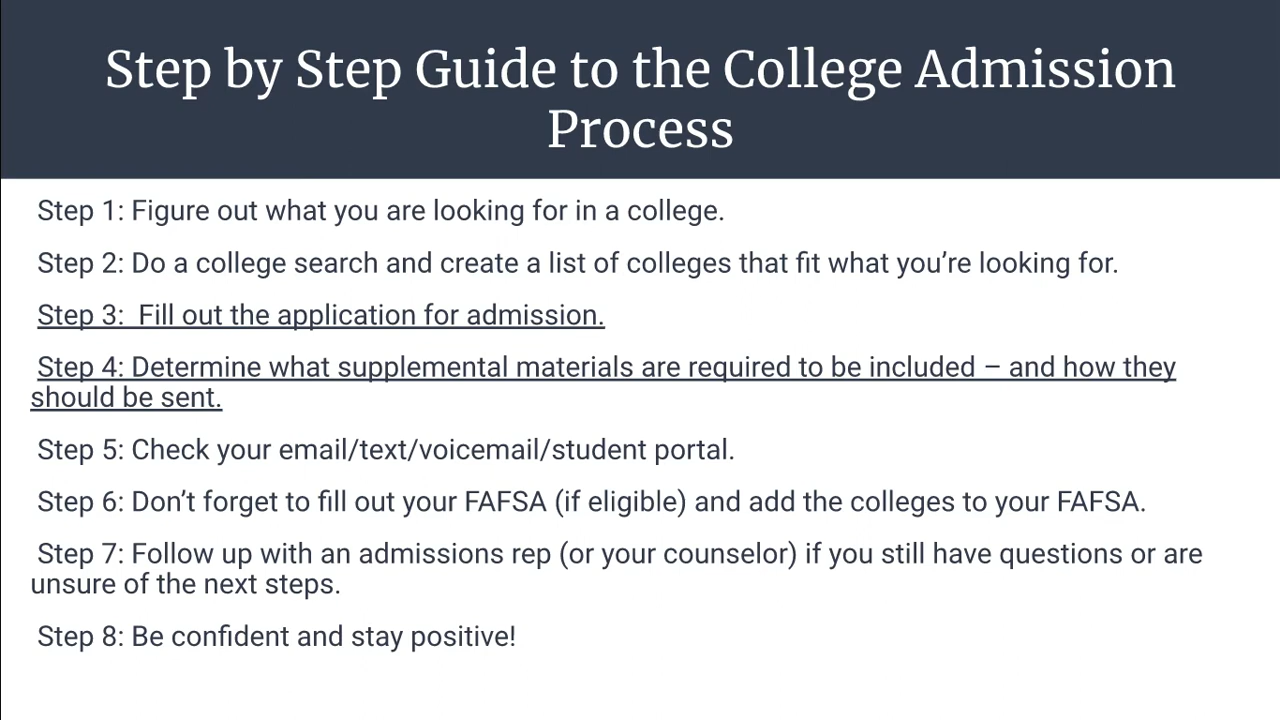 Step by Step Guide to the College Admission
Process
Step 1: Figure out what you are looking for in a college.
Step 2: Do a college search and create a list of colleges that fit what you’re looking for.
Step 3:  Fill out the application for admission.
Step 4: Determine what supplemental materials are required to be included – and how they
should be sent.
Step 5: Check your email/text/voicemail/student portal.
Step 6: Don’t forget to fill out your FAFSA (if eligible) and add the colleges to your FAFSA.
Step 7: Follow up with an admissions rep (or your counselor) if you still have questions or are
unsure of the next steps.
Step 8: Be confident and stay positive!